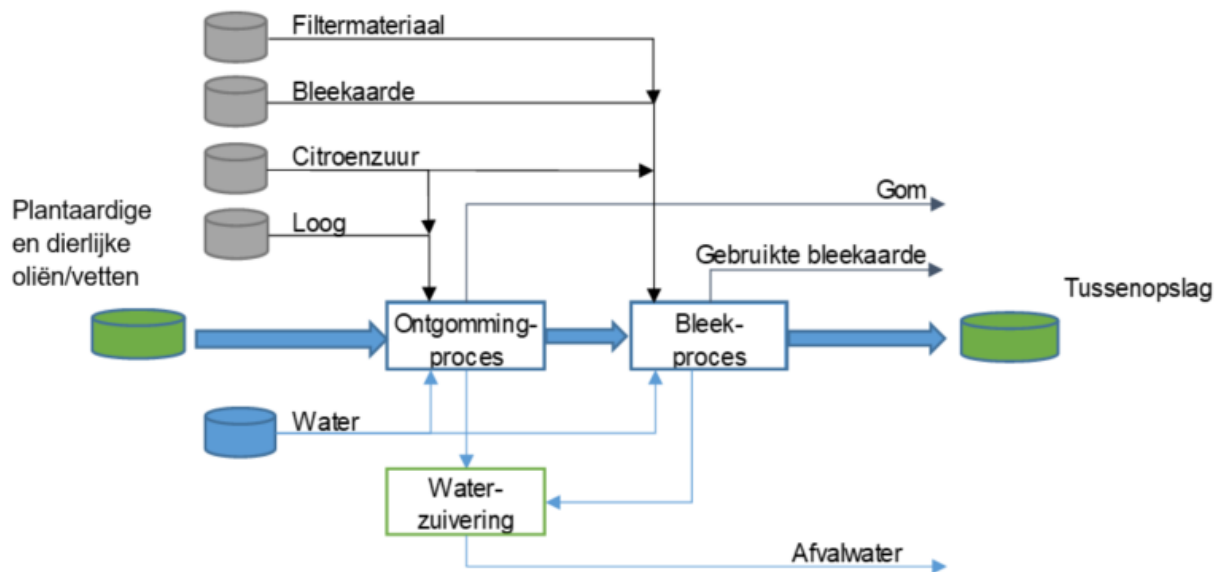 Filtermateriaal
Bleekaarde
Citroenzuur
Loog
Plantaardige
en dierlijke
oliën/vetten
Gom
Gebruikte bleekaarde
Tussenopslag
Ontgomming-
proces
Bleek-
proces
Water
Water-
zuivering
Afvalwater